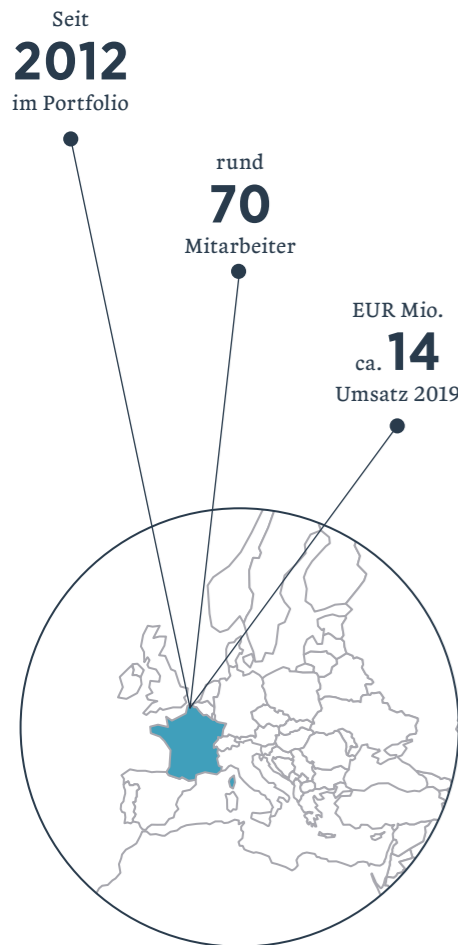 Seit
2012
im Portfolio
rund
70
Mitarbeiter
EUR Mio.
ca. 14
Umsatz 2019